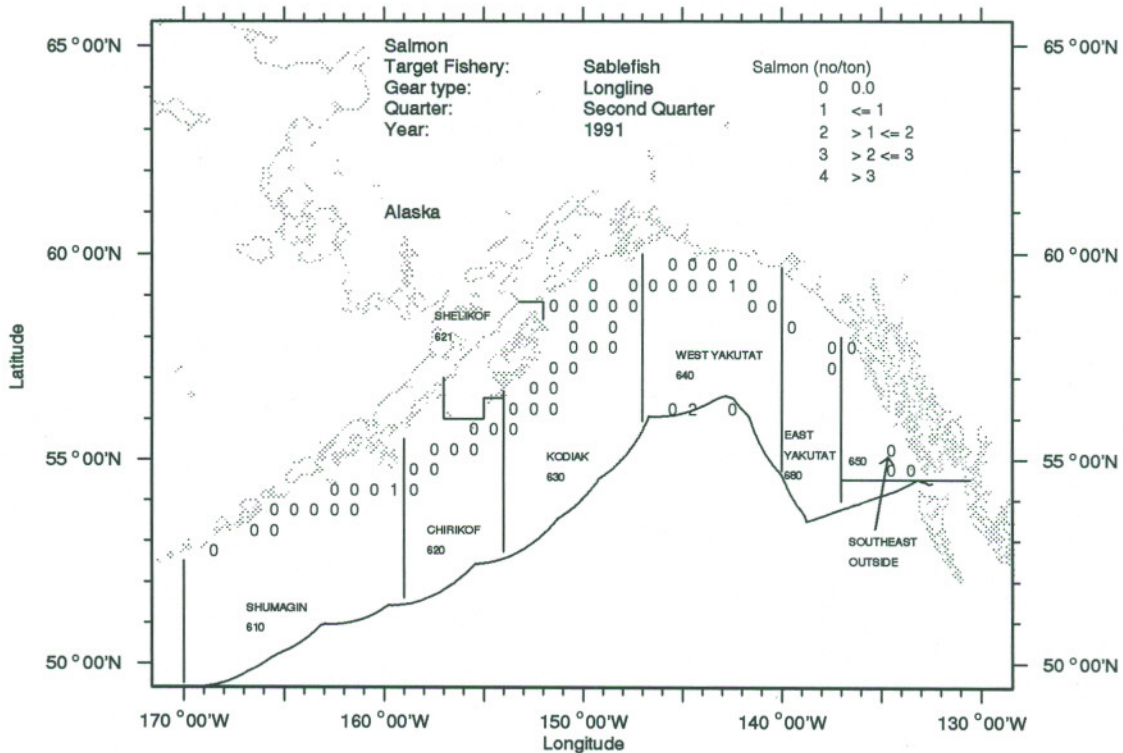 Salmon
Target Fishery: Sablefish
Gear type: Longline
Quarter: Second Quarter
Year: 1991
Salmon (no/ton)
0 0.0
1 <= 1
2 > 1 <= 2
3 > 2 <= 3
4 > 3
65 °00'N
65 °00'N
Alaska
60 °00'N
60 °00'N
0 0 0 0
0 0 0 0 0 0 1 0
0 0 0 0 0 0 0
SHELIKOF
621
0 0
0
0 0 0
0 0
WEST YAKUTAT
640
0 0
0
0 0
0 0 0
0 2 0
0 0 0
0 0 0
EAST
YAKUTAT
680
650
0
KODIAK
630
55 °00'N
55 °00'N
0 0
0 0
0 0 0 1 0
0 0 0 0 0
0 0
0
CHIRIKOF
620
SOUTHEAST
OUTSIDE
SHUMAGIN
610
50 °00'N
50 °00'N
170 °00'W
160 °00'W
150 °00'W
140 °00'W
130 °00'W
Latitude
Longitude